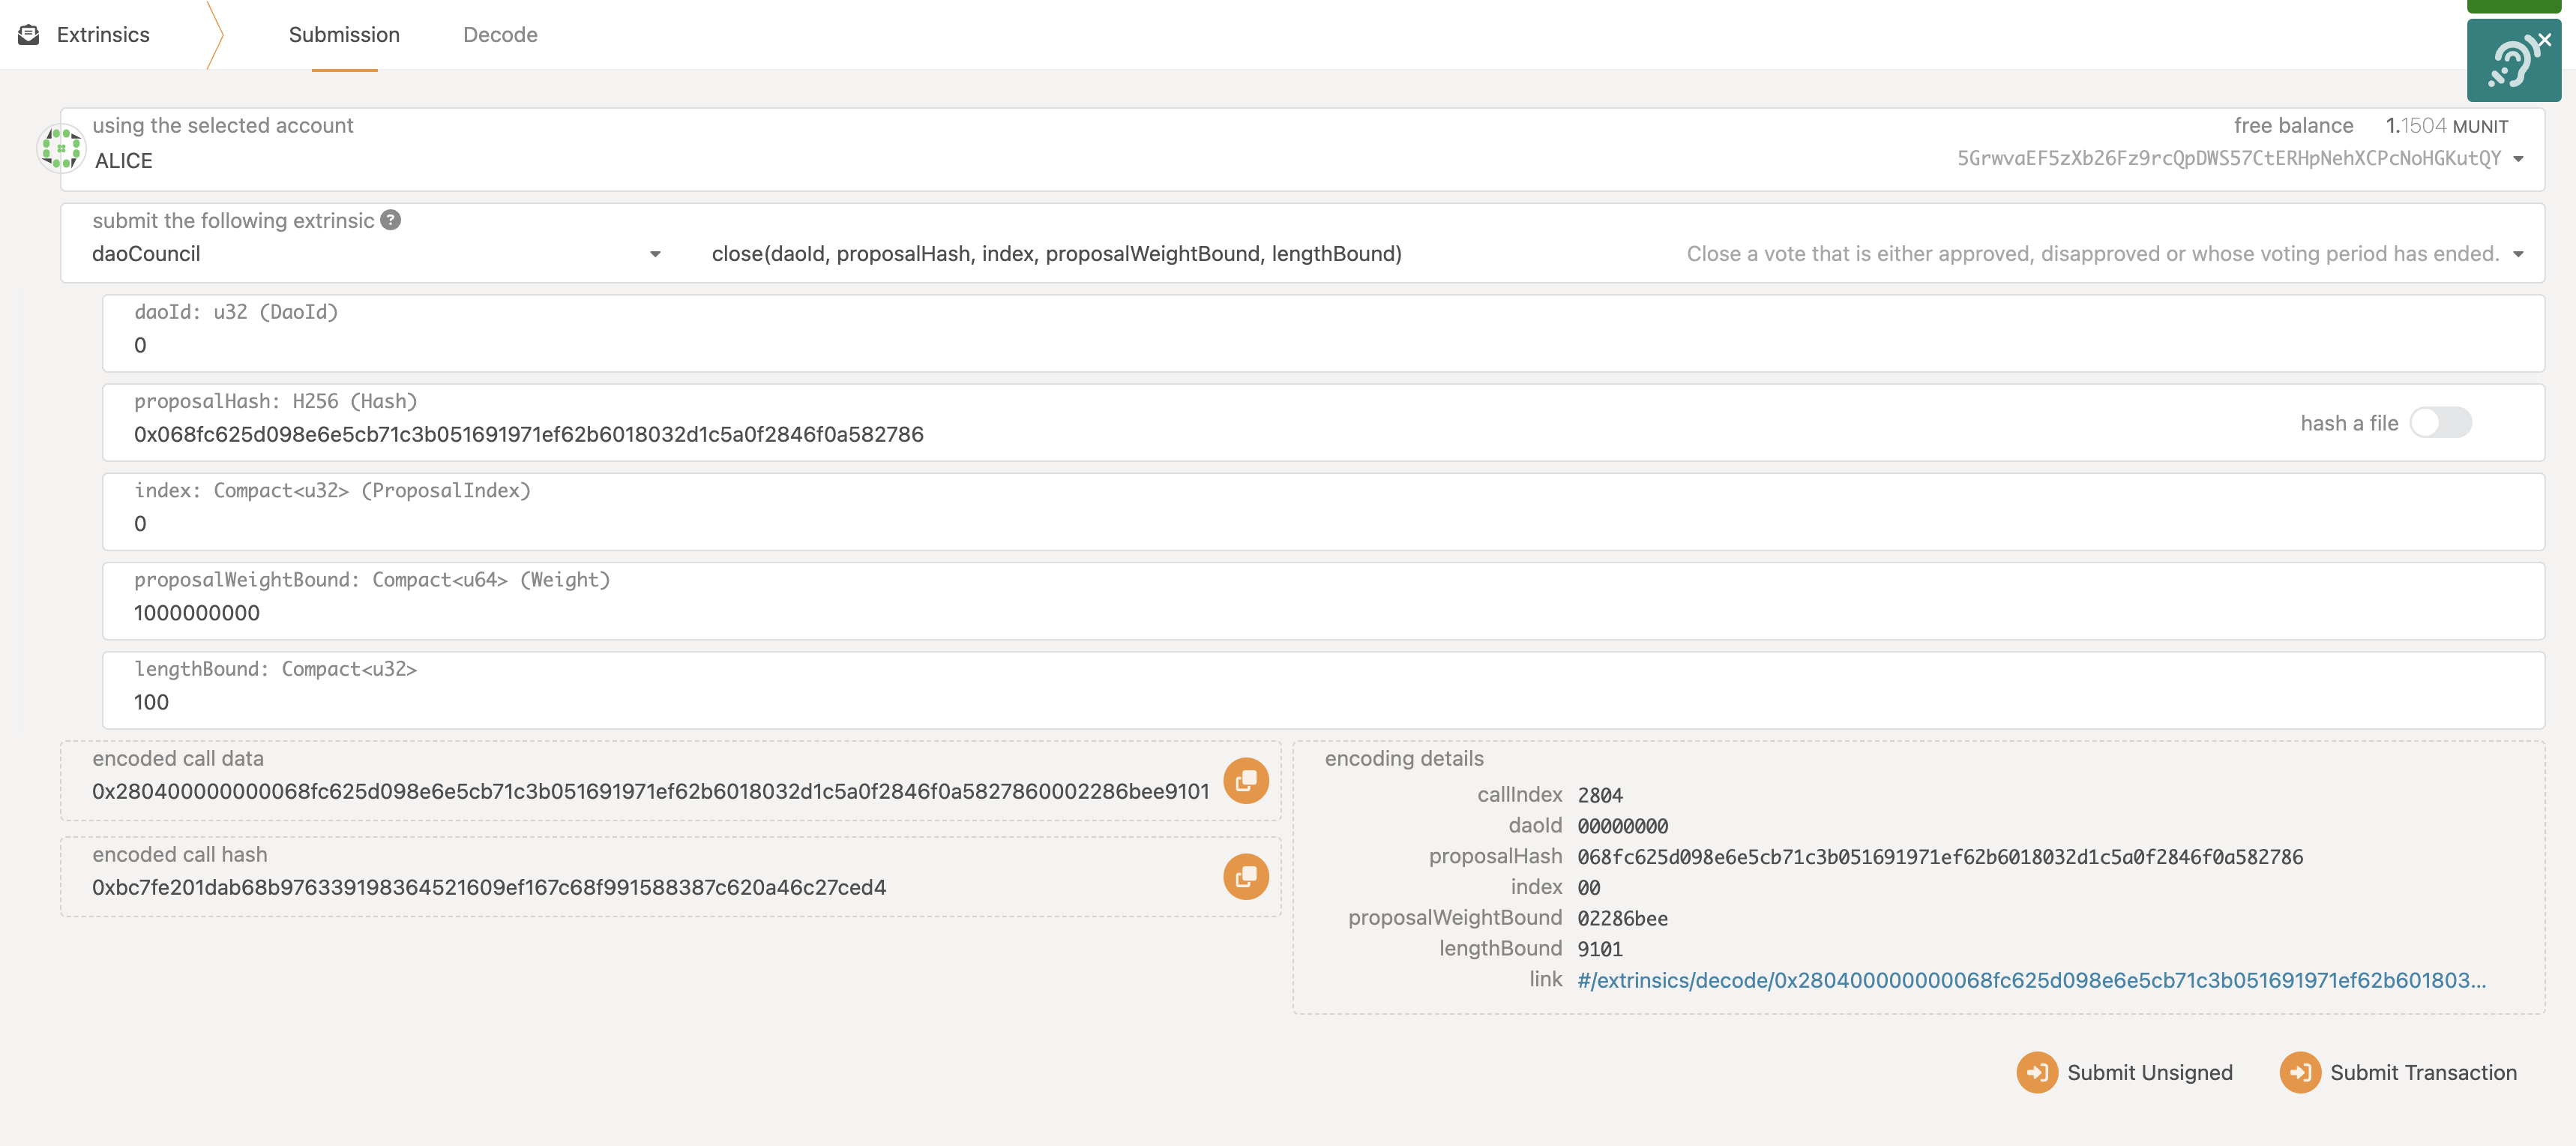 Extrinsics
Submission
Decode
using the selected account
ALICE
free balance 1.1504 MUNIT
5GrwvaEF5zXb26Fz9rcQpDWS57CtERHpNehXCPcNoHGKutQY
submit the following extrinsic
daoCouncil
close(daoId, proposalHash, index, proposalWeightBound, lengthBound)
Close a vote that is either approved, disapproved or whose voting period has ended.
daoId: u32 (DaoId)
0
proposalHash: H256 (Hash)
0x068fc625d098e6e5cb71c3b051691971ef62b6018032d1c5a0f2846f0a582786
hash a file
index: Compact<u32> (ProposalIndex)
0
proposalWeightBound: Compact<u64> (Weight)
1000000000
lengthBound: Compact<u32>
100
encoded call data
0x280400000000068fc625d098e6e5cb71c3b051691971ef62b6018032d1c5a0f2846f0a5827860002286bee9101
encoded call hash
0xbc7fe201dab68b976339198364521609ef167c68f991588387c620a46c27ced4
encoding details
callIndex 2804
daoId 00000000
proposalHash 068fc625d098e6e5cb71c3b051691971ef62b6018032d1c5a0f2846f0a582786
index 00
proposalWeightBound 02286bee
lengthBound 9101
link #/extrinsics/decode/0x280400000000068fc625d098e6e5cb71c3b051691971ef62b601803...
Submit Unsigned
Submit Transaction